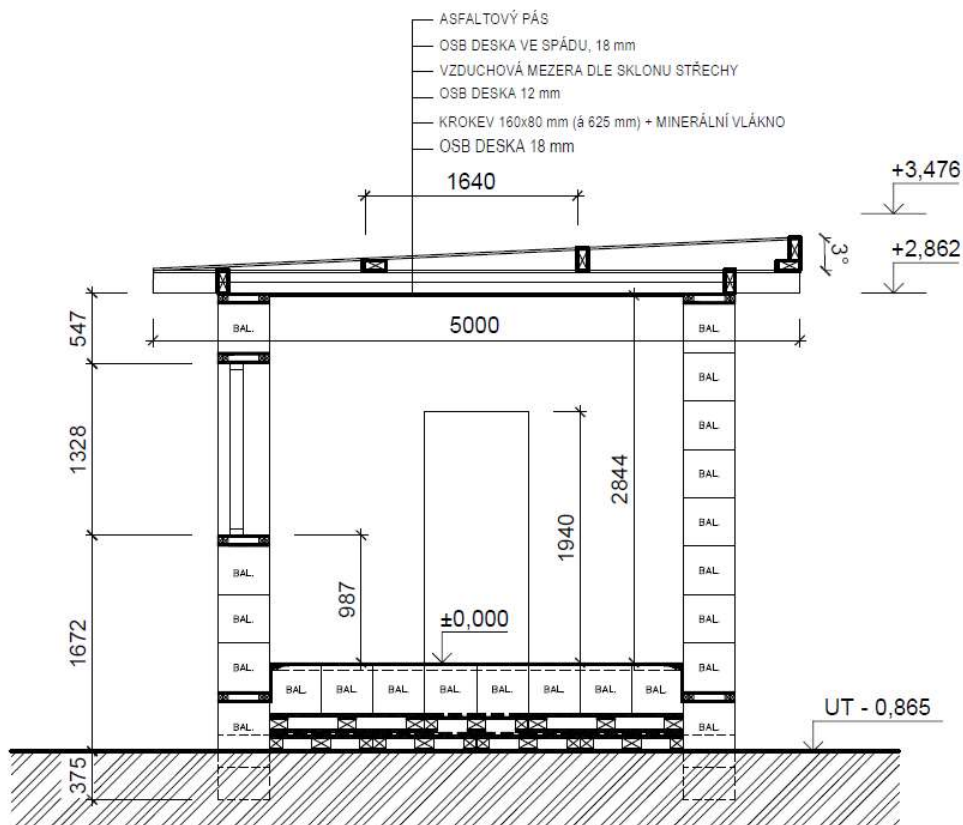 ASFALTOVÝ PÁS
OSB DESKA VE SPÁDU, 18 mm
VZDUCHOVÁ MEZERA DLE SKLONU STŘECHY
OSB DESKA 12 mm
KROKEV 160x80 mm (á 625 mm) + MINERÁLNÍ VLÁKNO
OSB DESKA 18 mm
1640
+3,476
3°
+2,862
547
5000
BAL.
BAL.
BAL.
BAL.
1328
2844
BAL.
1940
BAL.
BAL.
BAL.
987
BAL.
BAL.
±0,000
1672
BAL.
BAL.
BAL.
BAL.
BAL.
BAL.
BAL.
BAL.
BAL.
BAL.
BAL.
UT - 0,865
BAL.
375